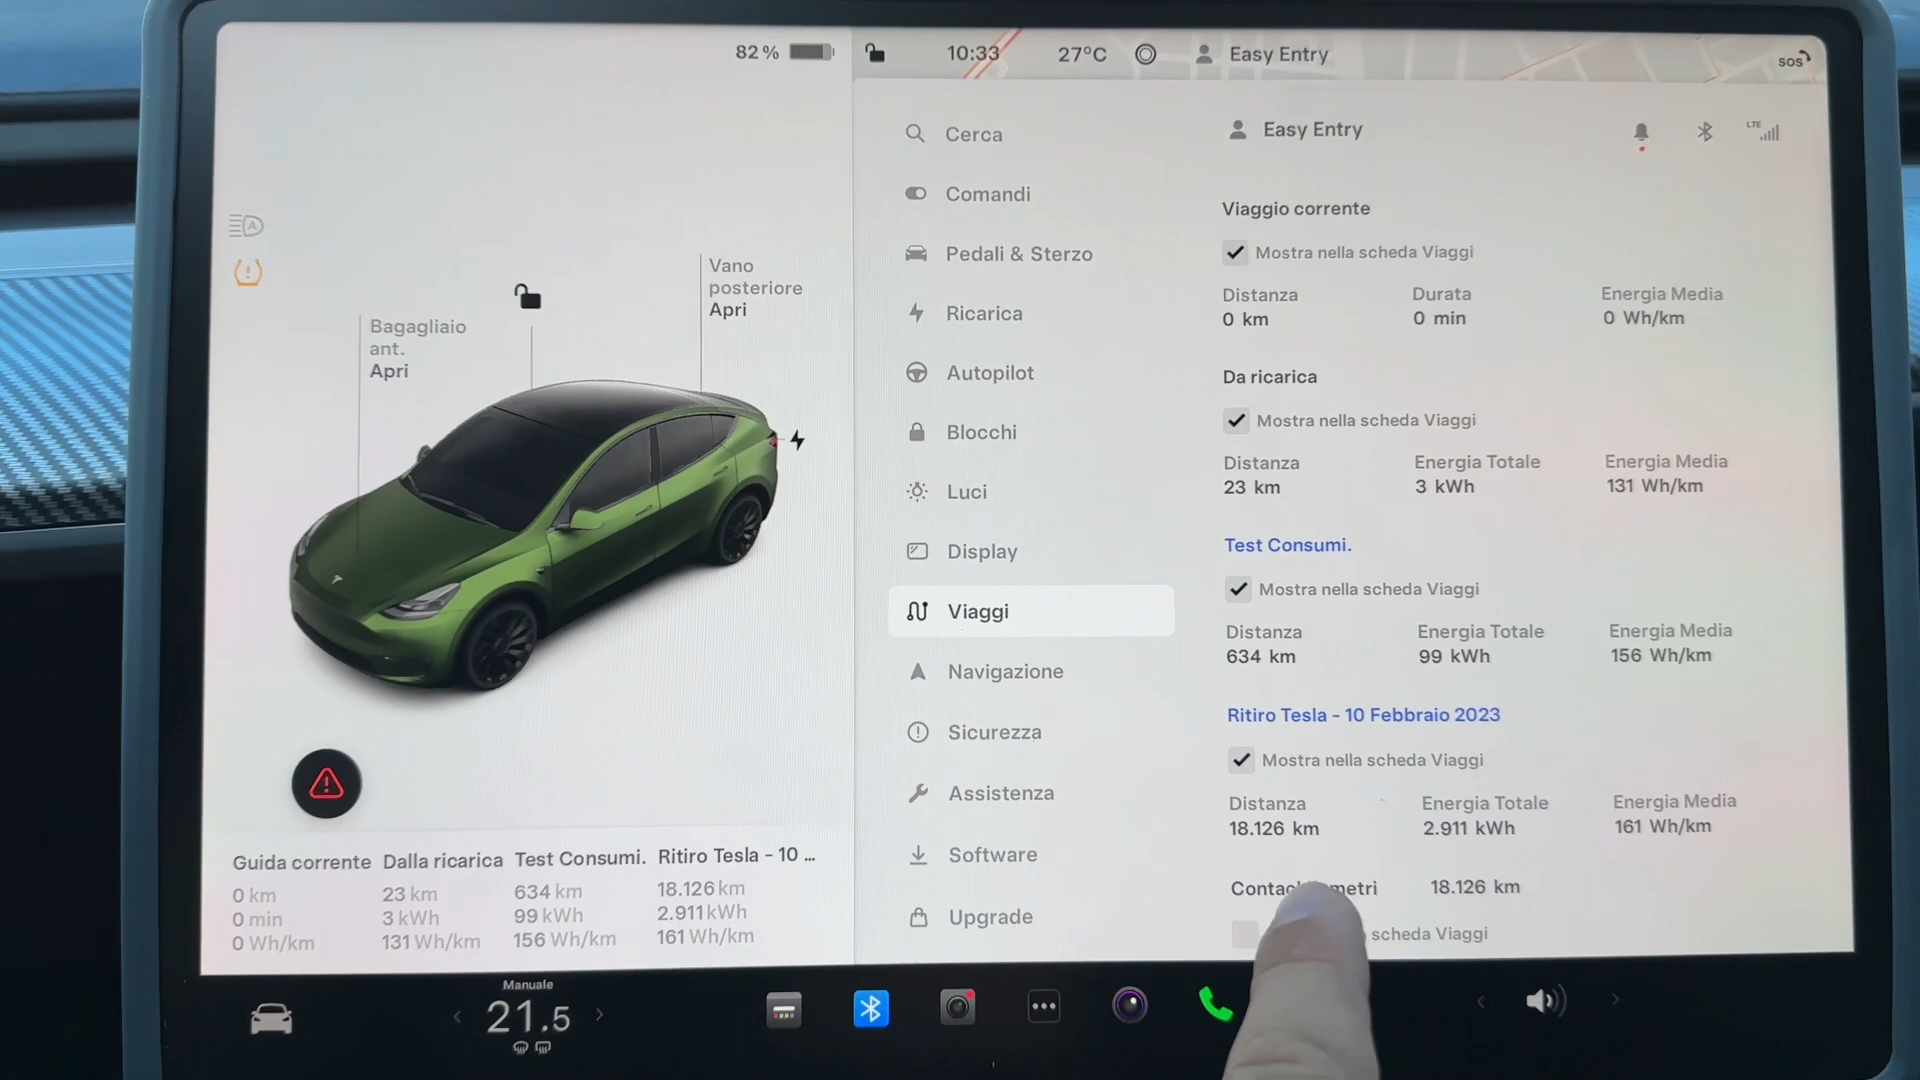 82 %
10:33
27°C
Easy Entry
SOS
Vano
posteriore
Apri
Bagagliaio
ant.
Apri
Guida corrente
0 km
0 min
0 Wh/km
Dalla ricarica
23 km
3 kWh
131 Wh/km
Test Consumi.
634 km
99 kWh
156 Wh/km
Ritiro Tesla - 10 ...
18.126 km
2.911 kWh
161 Wh/km
Cerca
Comandi
Pedali & Sterzo
Ricarica
Autopilot
Blocchi
Luci
Display
Viaggi
Navigazione
Sicurezza
Assistenza
Software
Upgrade
Easy Entry
LTE
Viaggio corrente
Mostra nella scheda Viaggi
Distanza Durata Energia Media
0 km 0 min 0 Wh/km
Da ricarica
Mostra nella scheda Viaggi
Distanza Energia Totale Energia Media
23 km 3 kWh 131 Wh/km
Test Consumi.
Mostra nella scheda Viaggi
Distanza Energia Totale Energia Media
634 km 99 kWh 156 Wh/km
Ritiro Tesla - 10 Febbraio 2023
Mostra nella scheda Viaggi
Distanza Energia Totale Energia Media
18.126 km 2.911 kWh 161 Wh/km
18.126 km
scheda Viaggi
Manuale
21.5